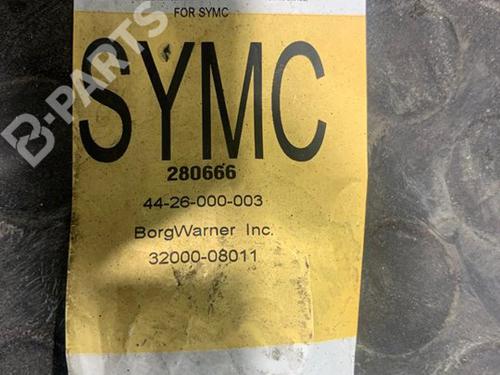 FOR SYMC
SYMC
280666
44-26-000-003
BorgWarner Inc.
32000-08011
B-PARTS